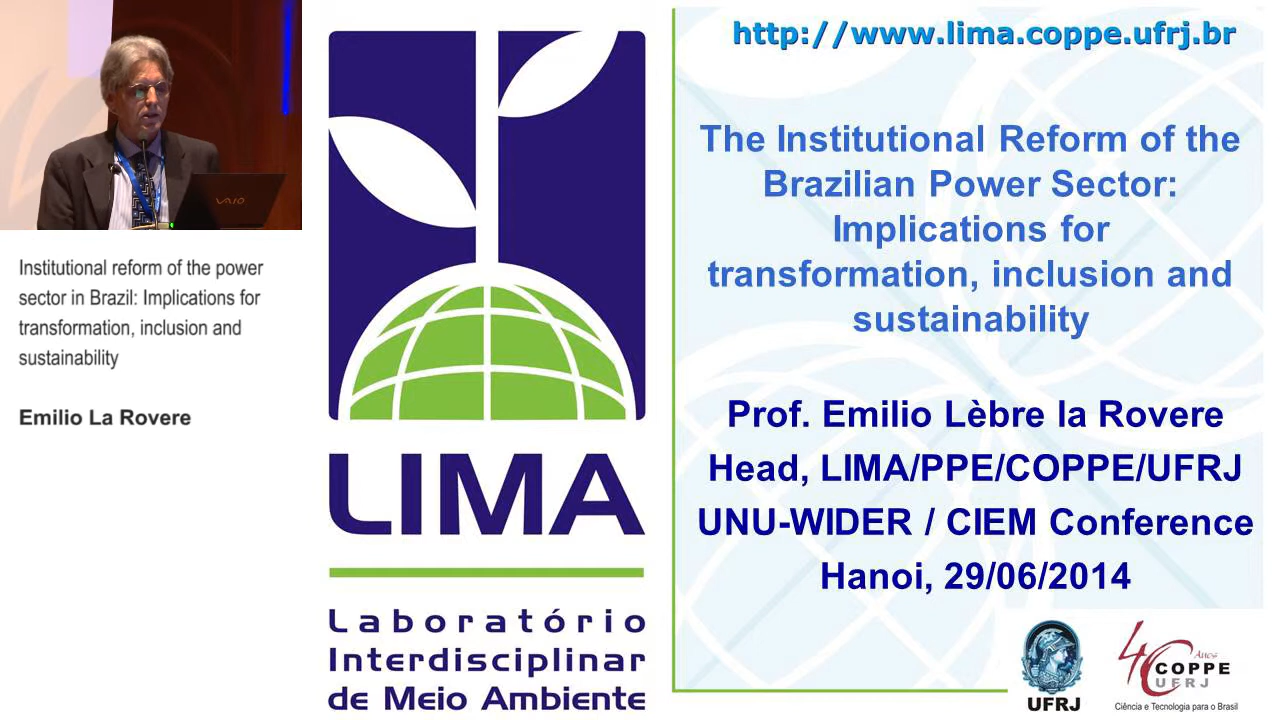 VAIO
Institutional reform of the power
sector in Brazil: Implications for
transformation, inclusion and
sustainability
Emilio La Rovere
LIMA
Laboratório
Interdisciplinar
de Meio Ambiente
http://www.lima.coppe.ufrj.br
The Institutional Reform of the
Brazilian Power Sector:
Implications for
transformation, inclusion and
sustainability
Prof. Emilio Lèbre la Rovere
Head, LIMA/PPE/COPPE/UFRJ
UNU-WIDER / CIEM Conference
Hanoi, 29/06/2014
UFRJ
40 Anos
COPPE
UFRJ
Ciência e Tecnologia para o Brasil